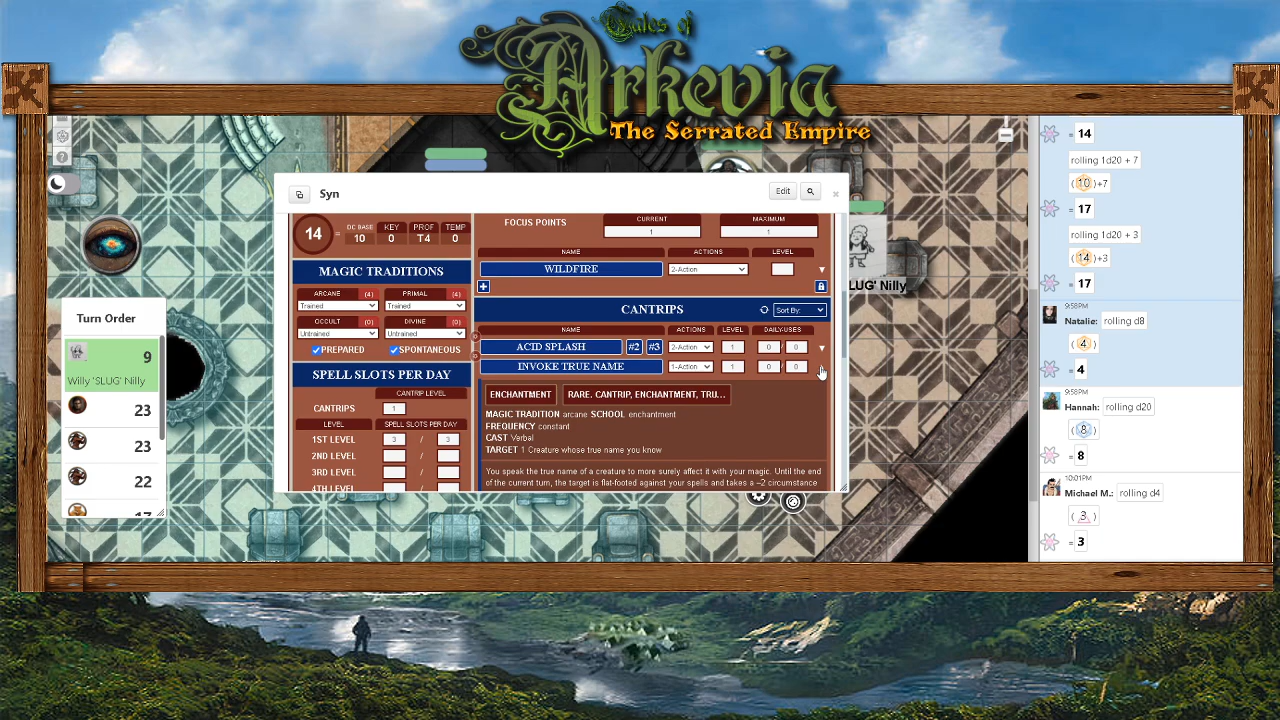 Tales of
Arkevia
The Serrated Empire
Syn
Edit
14
=
DC BASE
10
KEY
0
PROF
T4
TEMP
0
MAGIC TRADITIONS
ARCANE (4)
Trained
PRIMAL (4)
Trained
OCCULT (0)
Untrained
DIVINE (0)
Untrained
PREPARED
SPONTANEOUS
SPELL SLOTS PER DAY
CANTRIP LEVEL
CANTRIPS 1
LEVEL SPELL SLOTS PER DAY
1ST LEVEL 3 / 3
2ND LEVEL /
3RD LEVEL /
4TH LEVEL /
FOCUS POINTS
CURRENT
1
MAXIMUM
1
NAME ACTIONS LEVEL
WILDFIRE 2-Action
CANTRIPS
Sort By:
NAME ACTIONS LEVEL DAILY-USES
ACID SPLASH #2 #3 2-Action 1 0 / 0
INVOKE TRUE NAME 1-Action 1 0 / 0
ENCHANTMENT RARE. CANTRIP, ENCHANTMENT, TRU...
MAGIC TRADITION arcane SCHOOL enchantment
FREQUENCY constant
CAST Verbal
TARGET 1 Creature whose true name you know
You speak the true name of a creature to more surely affect it with your magic. Until the end
of the current turn, the target is flat-footed against your spells and takes a –2 circumstance
Turn Order
9
Willy 'SLUG' Nilly
23
23
22
LUG' Nilly
= 14
rolling 1d20 + 7
(10)+7
= 17
rolling 1d20 + 3
(14)+3
= 17
9:58PM
Natalie: rolling d8
(4)
= 4
9:58PM
Hannah: rolling d20
(8)
= 8
10:01PM
Michael M.: rolling d4
(3)
= 3